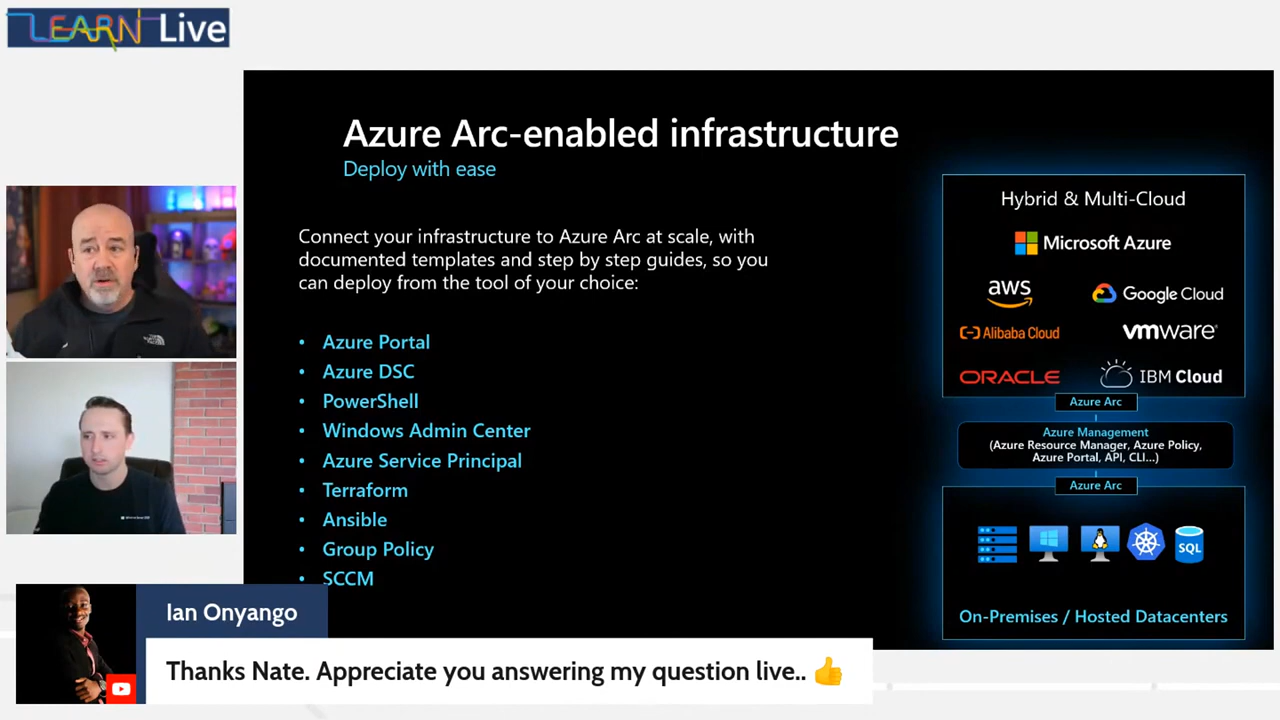 LEARN Live
Azure Arc-enabled infrastructure
Deploy with ease
Connect your infrastructure to Azure Arc at scale, with
documented templates and step by step guides, so you
can deploy from the tool of your choice:
• Azure Portal
• Azure DSC
• PowerShell
• Windows Admin Center
• Azure Service Principal
• Terraform
• Ansible
• Group Policy
• SCCM
Hybrid & Multi-Cloud
Microsoft Azure
aws
Google Cloud
Alibaba Cloud
vmware®
ORACLE
IBM Cloud
Azure Arc
Azure Management
(Azure Resource Manager, Azure Policy,
Azure Portal, API, CLI...)
Azure Arc
SQL
On-Premises / Hosted Datacenters
Ian Onyango
Thanks Nate. Appreciate you answering my question live.. 👍